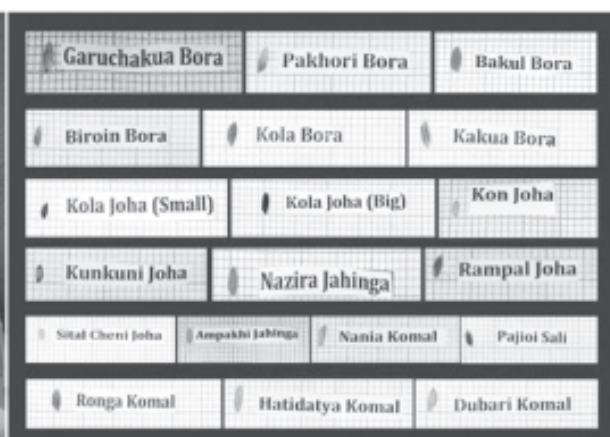 Garuchakua Bora
Pakhori Bora
Bakul Bora
Biroin Bora
Kola Bora
Kakua Bora
Kola Joha (Small)
Kola Joha (Big)
Kon Joha
Kunkuni Joha
Nazira Jahinga
Rampal Joha
Sital Cheni Joha
Ampakhi Jahinga
Nania Komal
Pajioi Sali
Ronga Komal
Hatidatya Komal
Dubari Komal